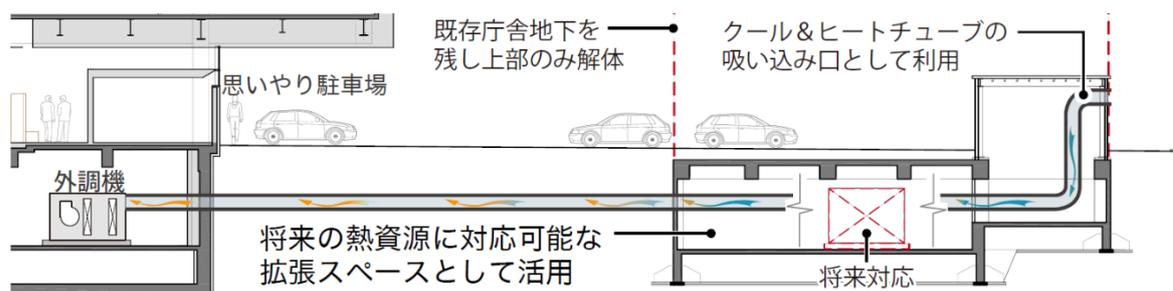 既存庁舎地下を
残し上部のみ解体
クール＆ヒートチューブの
吸い込み口として利用
思いやり駐車場
外調機
将来の熱資源に対応可能な
拡張スペースとして活用
将来対応